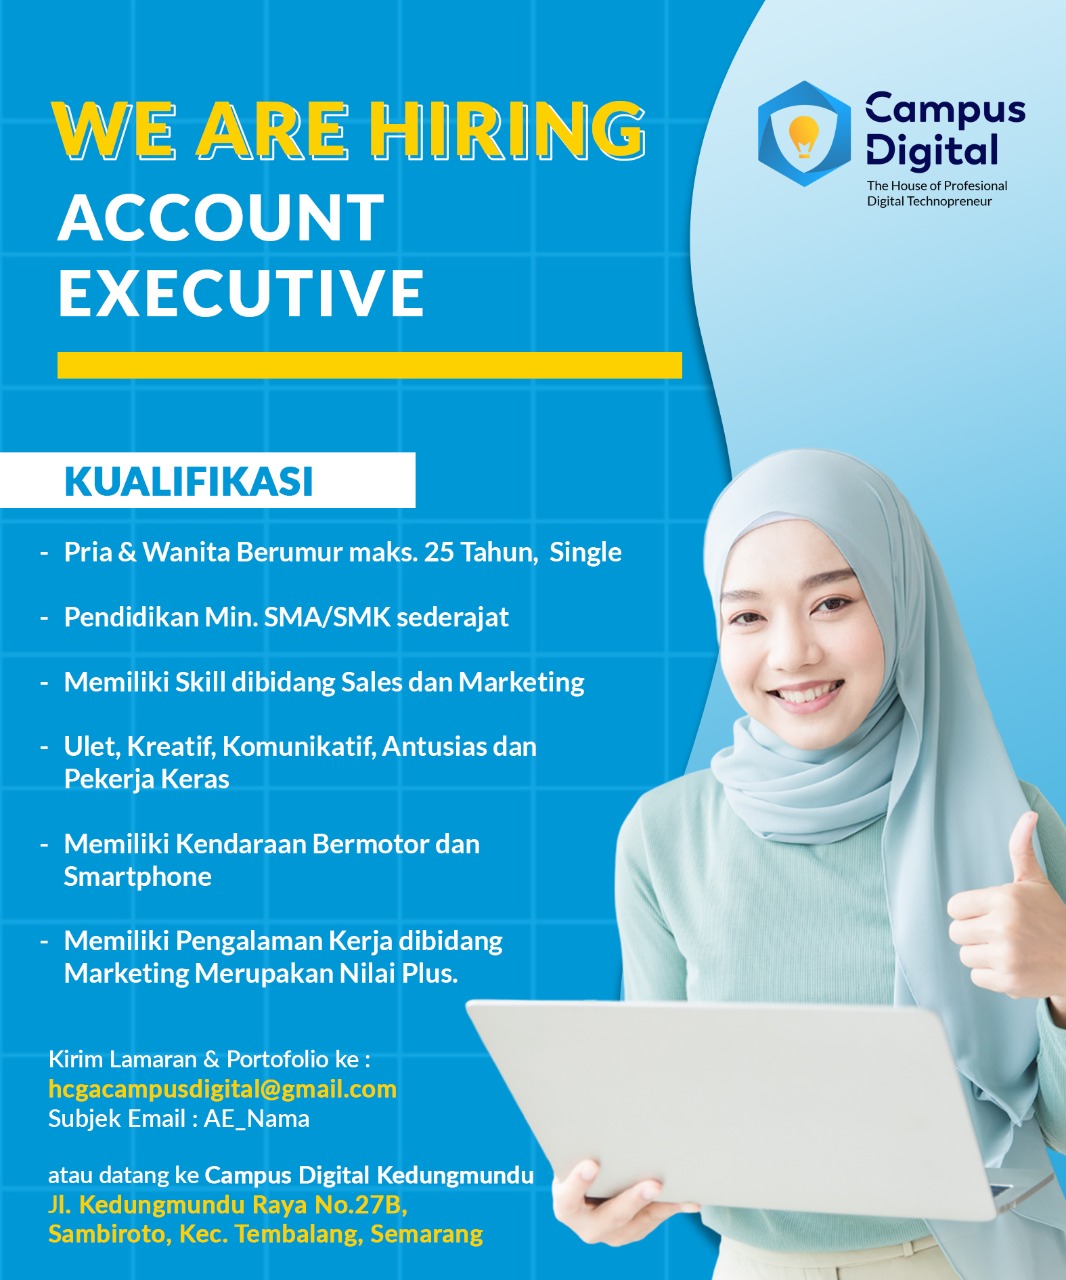 WE ARE HIRING
ACCOUNT
EXECUTIVE
Campus
Digital
The House of Profesional
Digital Technopreneur
KUALIFIKASI
- Pria & Wanita Berumur maks. 25 Tahun, Single
- Pendidikan Min. SMA/SMK sederajat
- Memiliki Skill dibidang Sales dan Marketing
- Ulet, Kreatif, Komunikatif, Antusias dan
Pekerja Keras
- Memiliki Kendaraan Bermotor dan
Smartphone
- Memiliki Pengalaman Kerja dibidang
Marketing Merupakan Nilai Plus.
Kirim Lamaran & Portofolio ke :
hcgacampusdigital@gmail.com
Subjek Email : AE_Nama
atau datang ke Campus Digital Kedungmundu
Jl. Kedungmundu Raya No.27B,
Sambiroto, Kec. Tembalang, Semarang